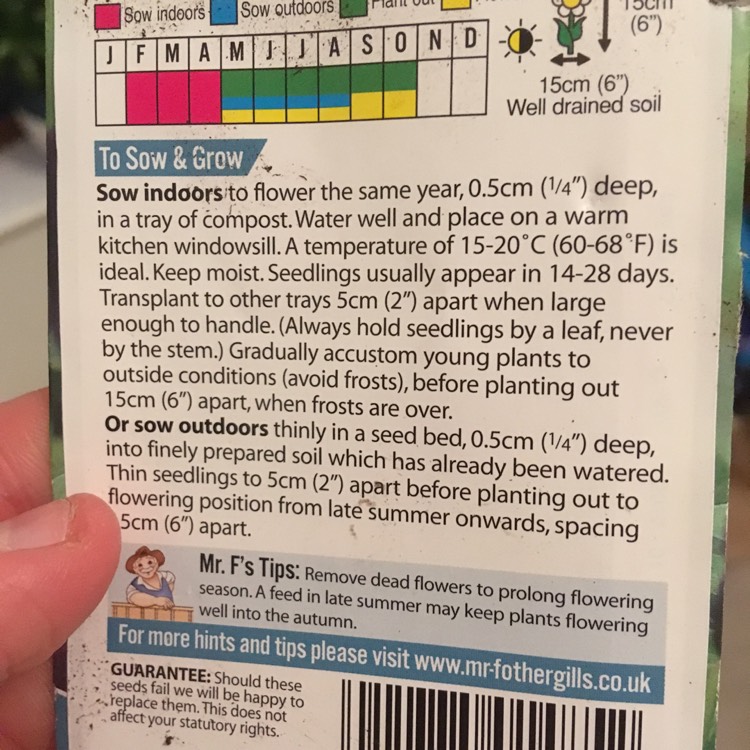 Sow indoors Sow outdoors Plant out
15cm
(6")
J F M A M J J A S O N D
15cm (6")
Well drained soil
To Sow & Grow
Sow indoors to flower the same year, 0.5cm (1/4") deep,
in a tray of compost. Water well and place on a warm
kitchen windowsill. A temperature of 15-20°C (60-68°F) is
ideal. Keep moist. Seedlings usually appear in 14-28 days.
Transplant to other trays 5cm (2") apart when large
enough to handle. (Always hold seedlings by a leaf, never
by the stem.) Gradually accustom young plants to
outside conditions (avoid frosts), before planting out
15cm (6") apart, when frosts are over.
Or sow outdoors thinly in a seed bed, 0.5cm (1/4") deep,
into finely prepared soil which has already been watered.
Thin seedlings to 5cm (2") apart before planting out to
flowering position from late summer onwards, spacing
5cm (6") apart.
Mr. F's Tips: Remove dead flowers to prolong flowering
season. A feed in late summer may keep plants flowering
well into the autumn.
For more hints and tips please visit www.mr-fothergills.co.uk
GUARANTEE: Should these
seeds fail we will be happy to
replace them. This does not
affect your statutory rights.